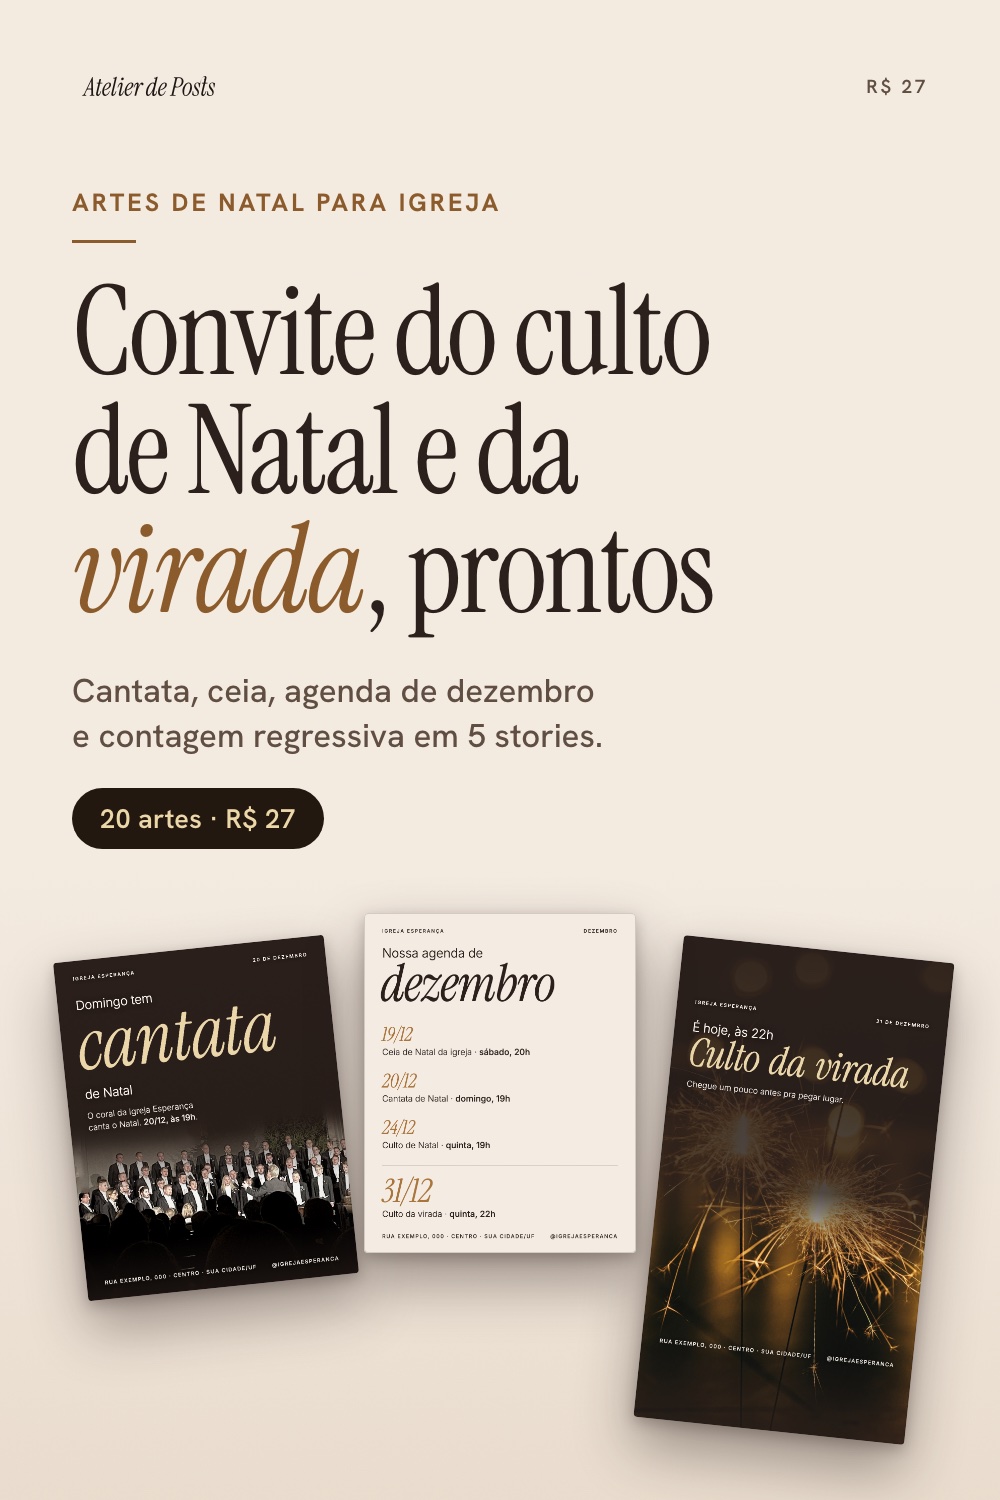 Atelier de Posts
R$ 27
ARTES DE NATAL PARA IGREJA
Convite do culto
de Natal e da
virada, prontos
Cantata, ceia, agenda de dezembro
e contagem regressiva em 5 stories.
20 artes · R$ 27
IGREJA ESPERANÇA
20 DE DEZEMBRO
Domingo tem
cantata
de Natal
O coral da Igreja Esperança
canta o Natal. 20/12, às 19h.
RUA EXEMPLO, 000 · CENTRO · SUA CIDADE/UF
@IGREJAESPERANCA
IGREJA ESPERANÇA
DEZEMBRO
Nossa agenda de
dezembro
19/12
Ceia de Natal da igreja · sábado, 20h
20/12
Cantata de Natal · domingo, 19h
24/12
Culto de Natal · quinta, 19h
31/12
Culto da virada · quinta, 22h
RUA EXEMPLO, 000 · CENTRO · SUA CIDADE/UF
@IGREJAESPERANCA
IGREJA ESPERANÇA
31 DE DEZEMBRO
É hoje, às 22h
Culto da virada
Chegue um pouco antes pra pegar lugar.
RUA EXEMPLO, 000 · CENTRO · SUA CIDADE/UF
@IGREJAESPERANCA